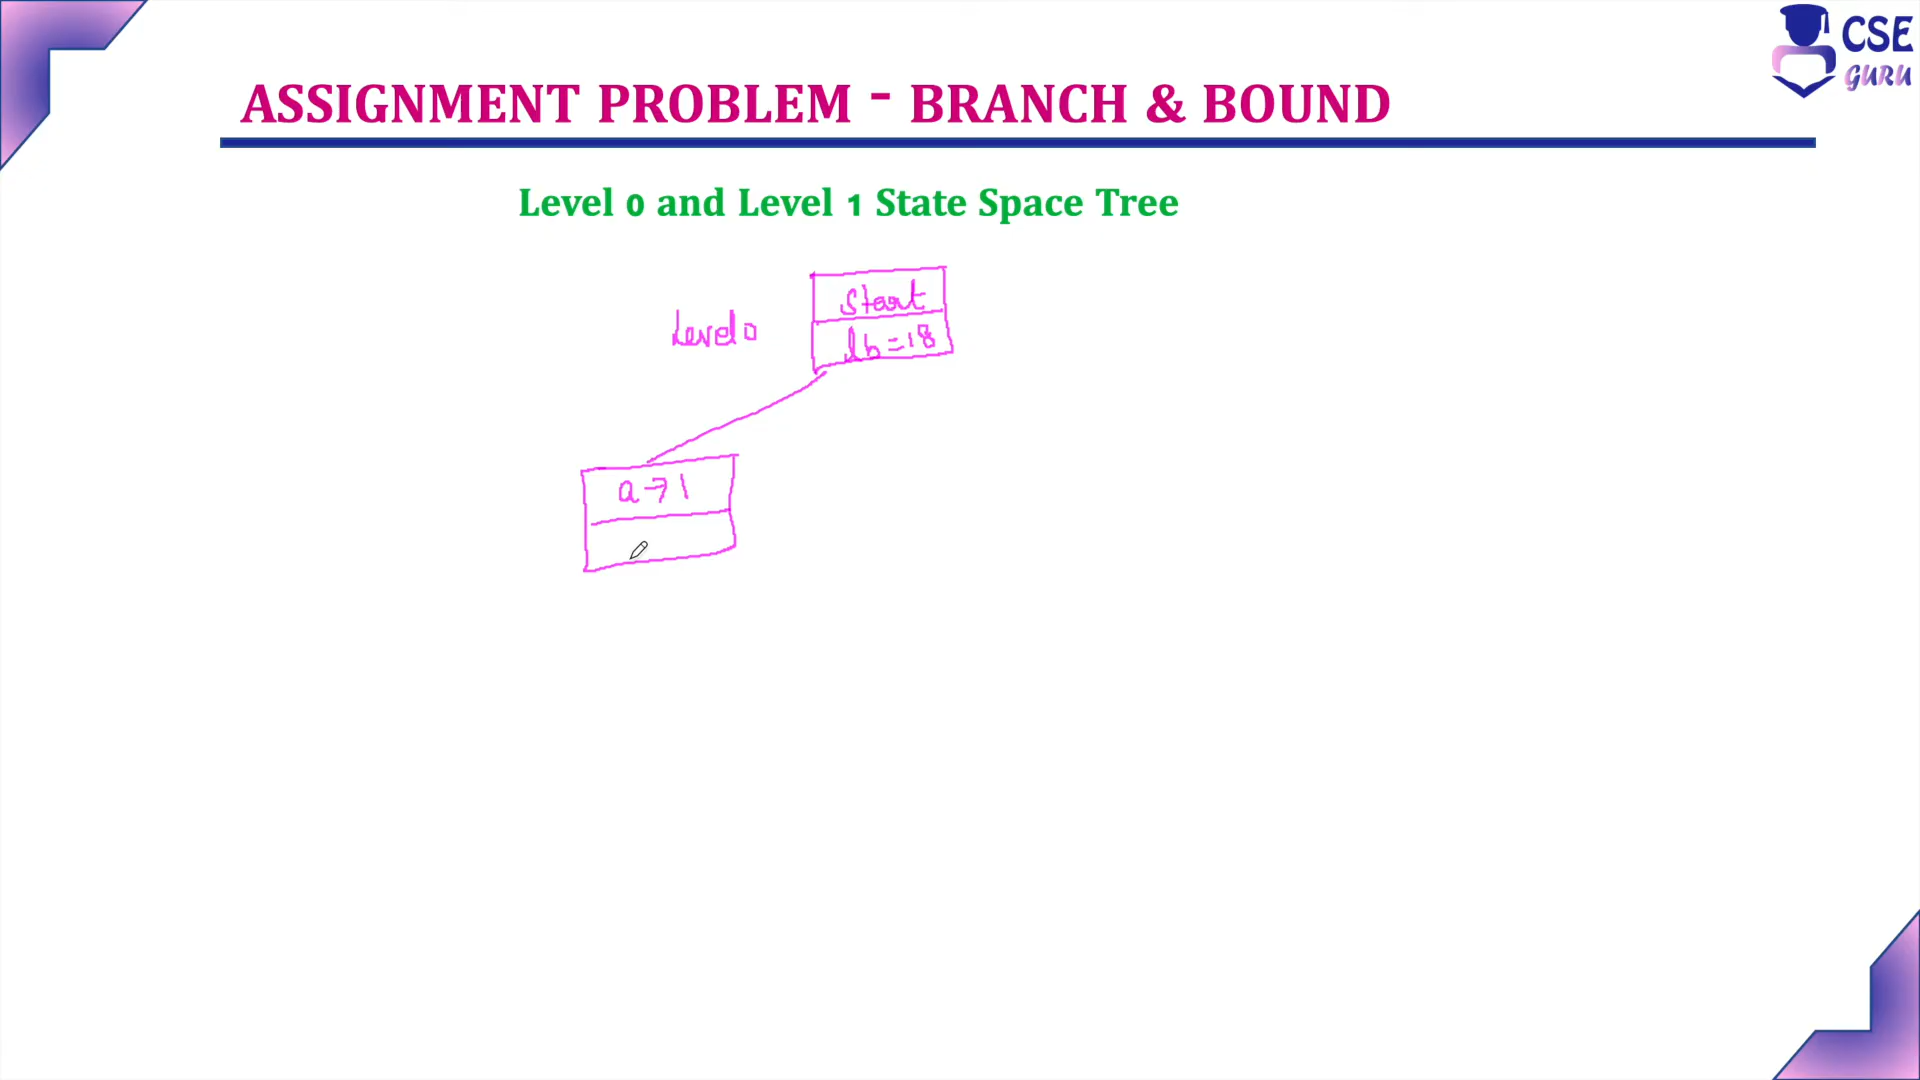 CSE
GURU
ASSIGNMENT PROBLEM - BRANCH & BOUND
Level 0 and Level 1 State Space Tree
Start
Level 0
lb=18
a→1